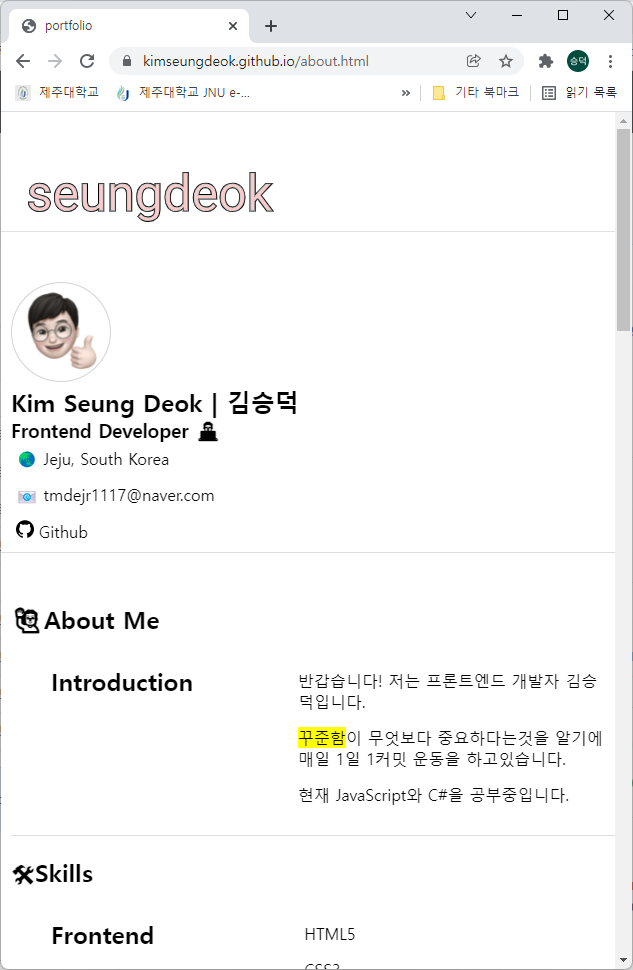 portfolio
kimseungdeok.github.io/about.html
승덕
제주대학교
제주대학교 JNU e-...
»
기타 북마크
읽기 목록
seungdeok
Kim Seung Deok | 김승덕
Frontend Developer
Jeju, South Korea
tmdejr1117@naver.com
Github
About Me
Introduction
반갑습니다! 저는 프론트엔드 개발자 김승
덕입니다.
꾸준함이 무엇보다 중요하다는것을 알기에
매일 1일 1커밋 운동을 하고있습니다.
현재 JavaScript와 C#을 공부중입니다.
Skills
Frontend
HTML5
CSS3